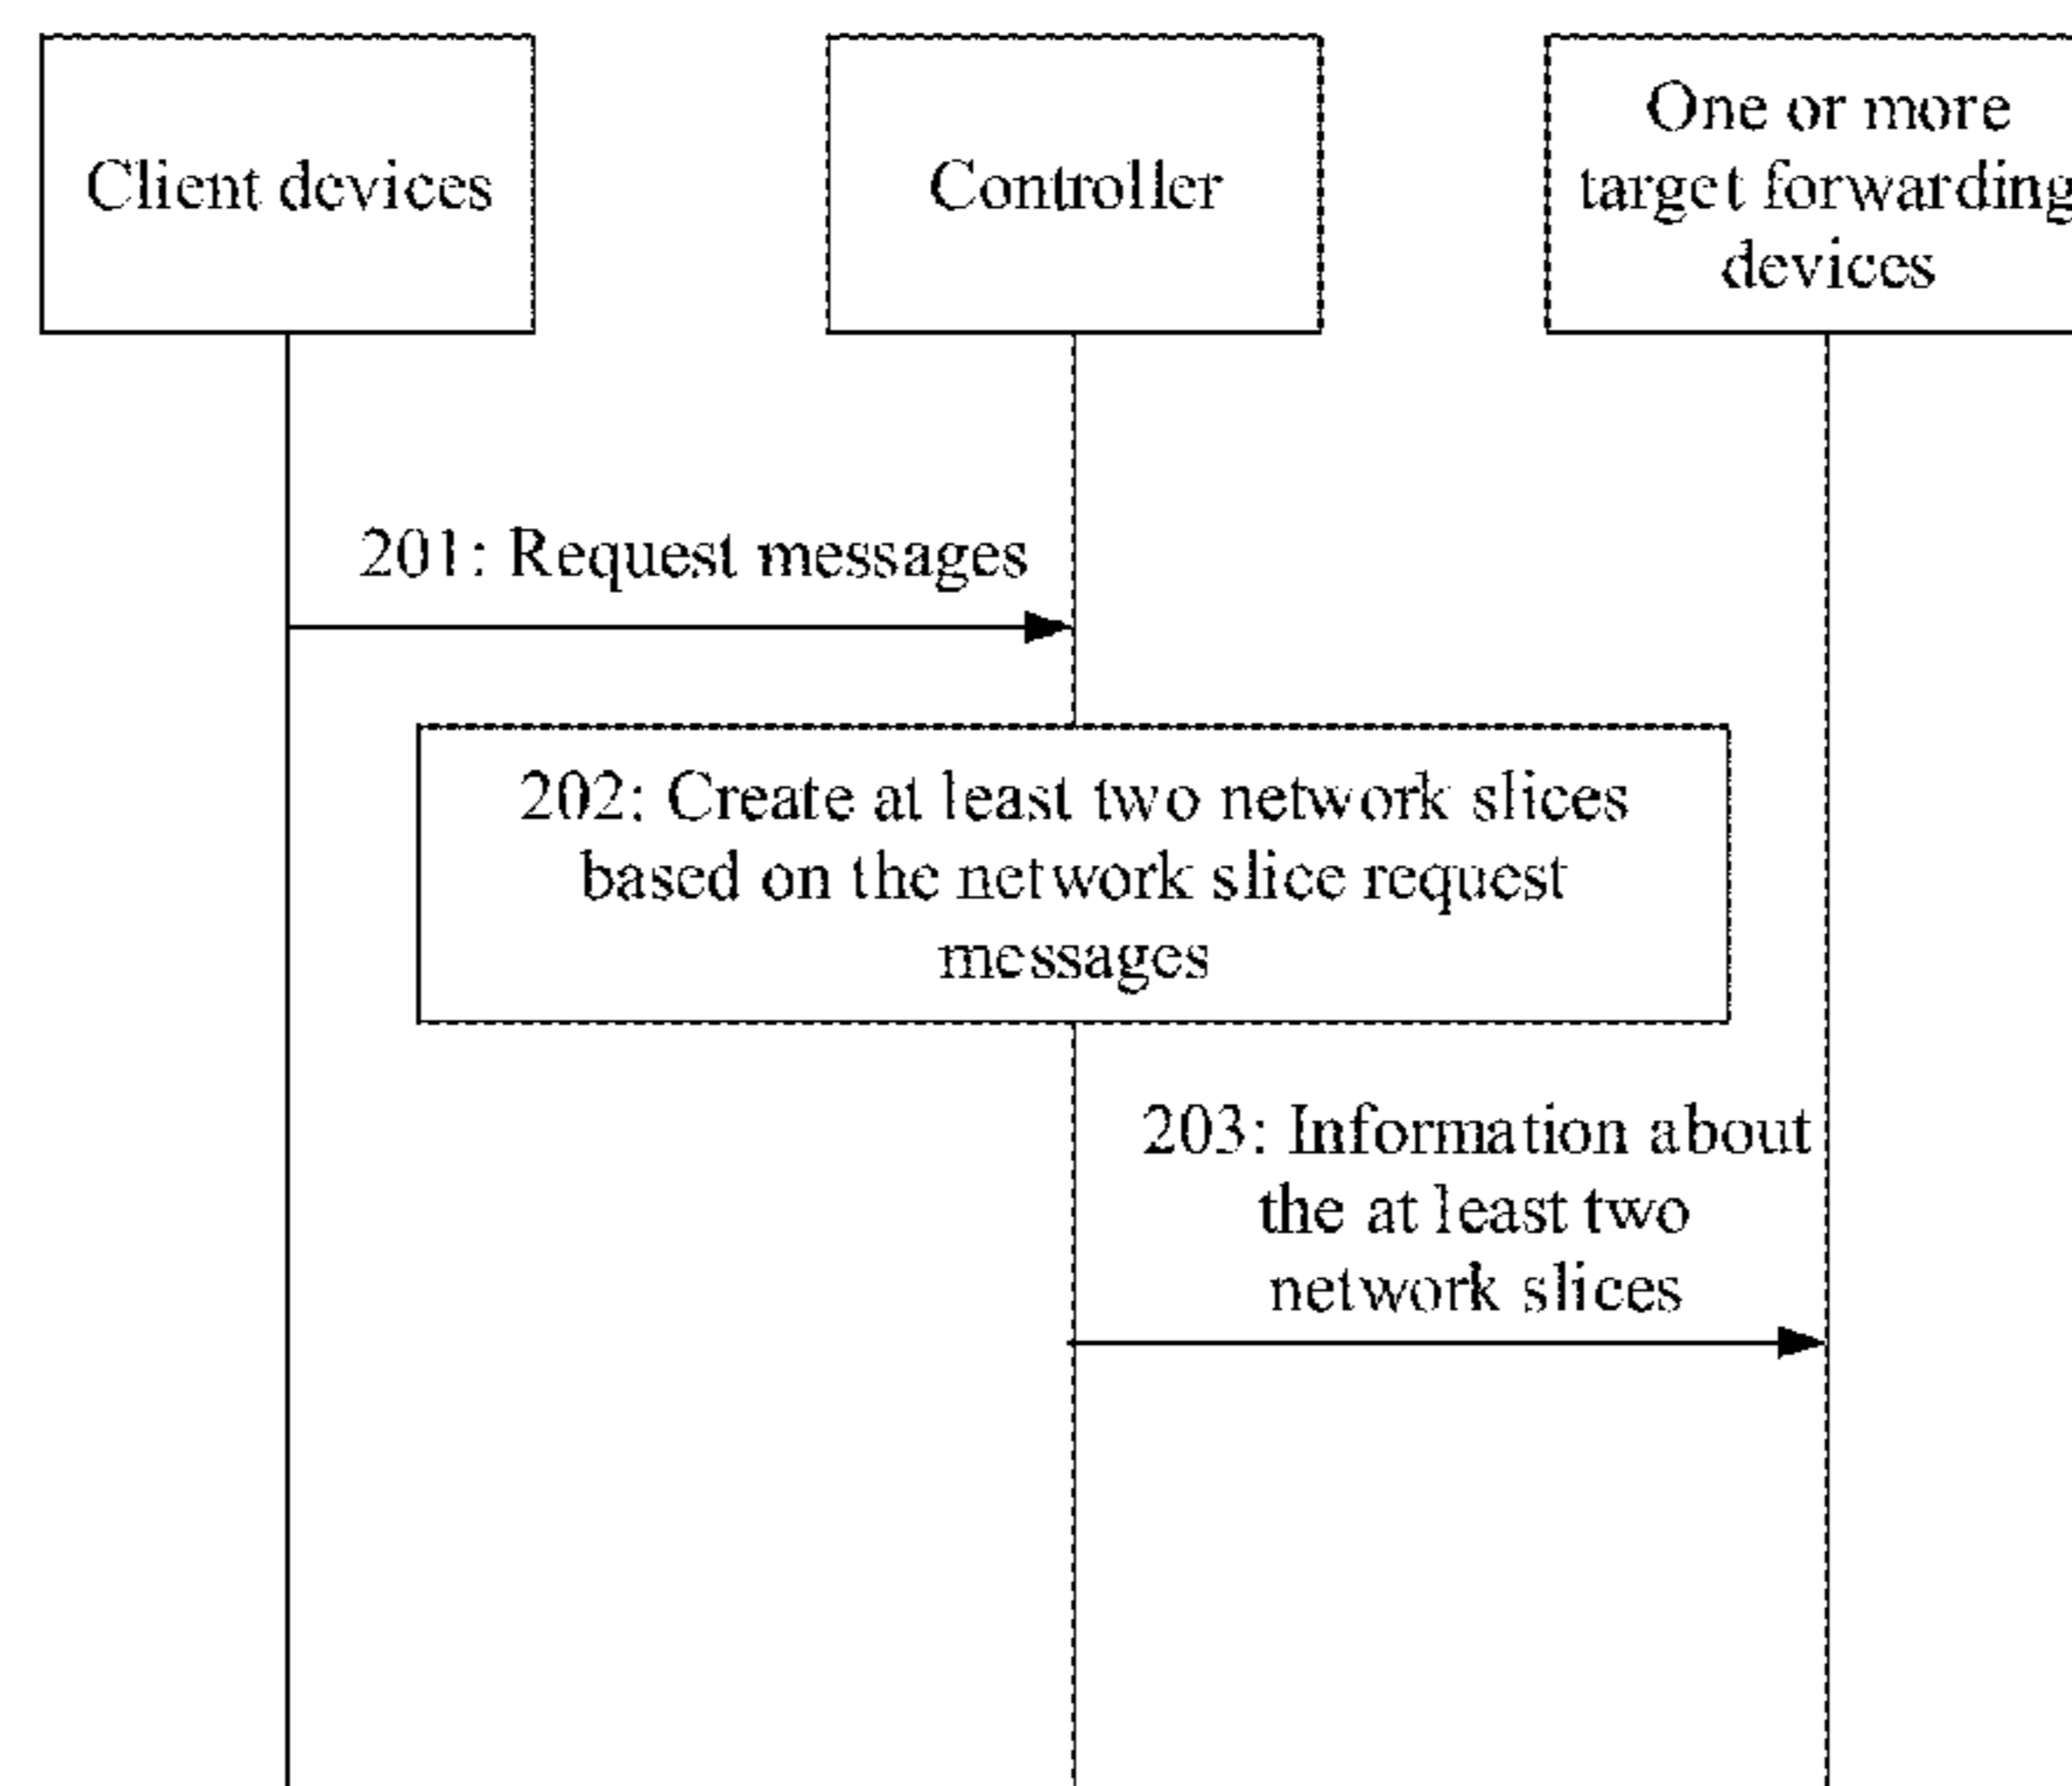 Client devices
Controller
One or more
target forwarding
devices
201: Request messages
202: Create at least two network slices
based on the network slice request
messages
203: Information about
the at least two
network slices